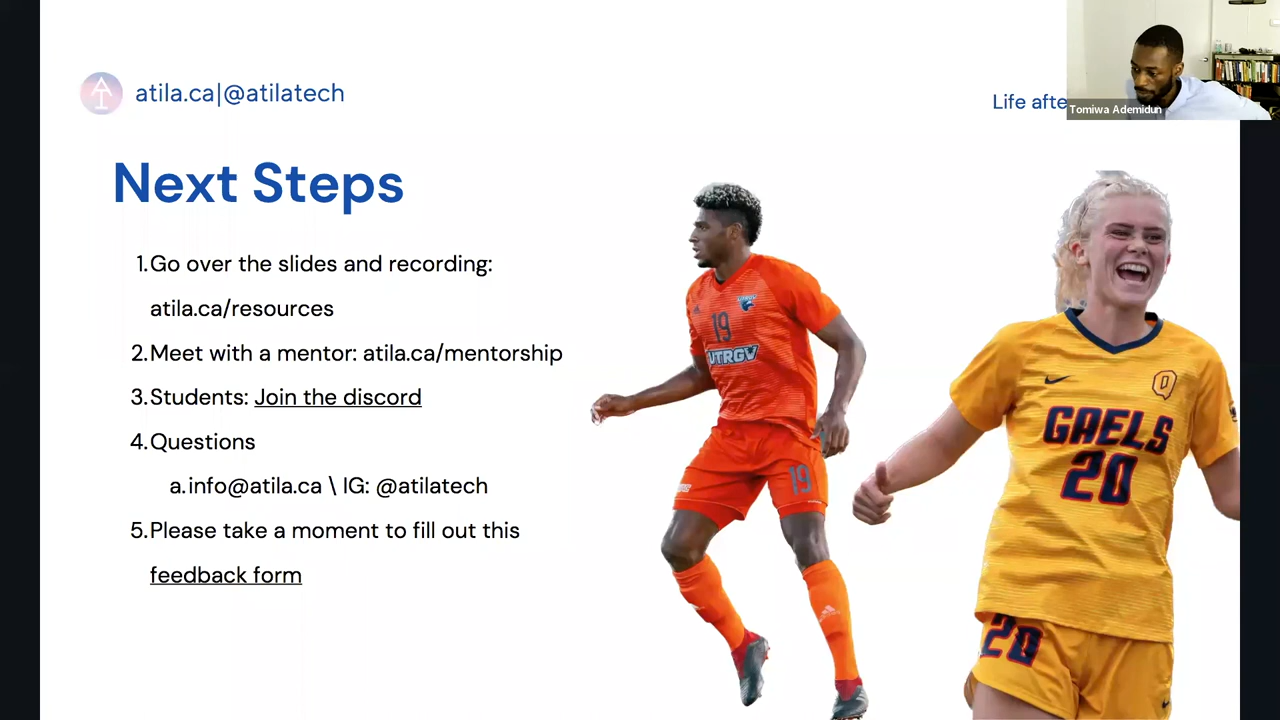 atila.ca|@atilatech
Life afte
Tomiwa Ademidun
Next Steps
1.Go over the slides and recording:
atila.ca/resources
2.Meet with a mentor: atila.ca/mentorship
3.Students: Join the discord
4.Questions
a.info@atila.ca \ IG: @atilatech
5.Please take a moment to fill out this
feedback form
19
UTRGV
19
Q
GAELS
20
20